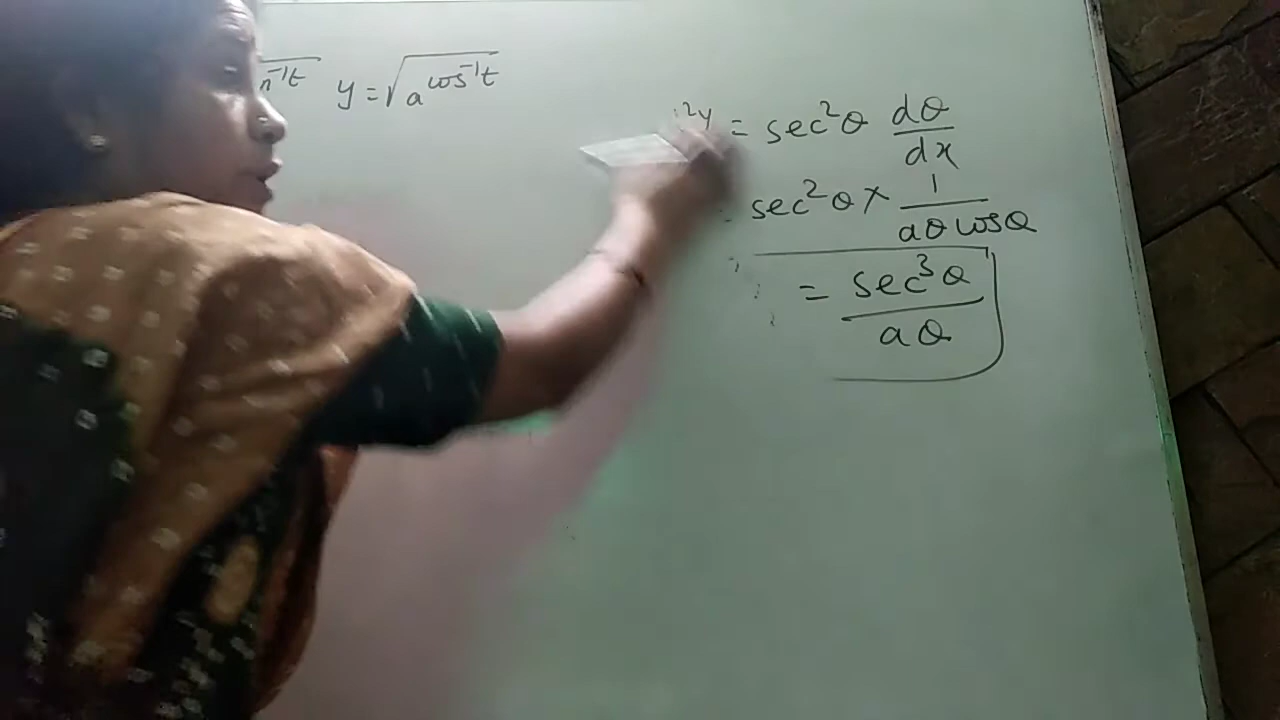 n⁻¹t y = √(a^(cos⁻¹t))
²y = sec²θ dθ/dx
sec²θ × 1/(aθ cosθ)
= sec³θ/(aθ)